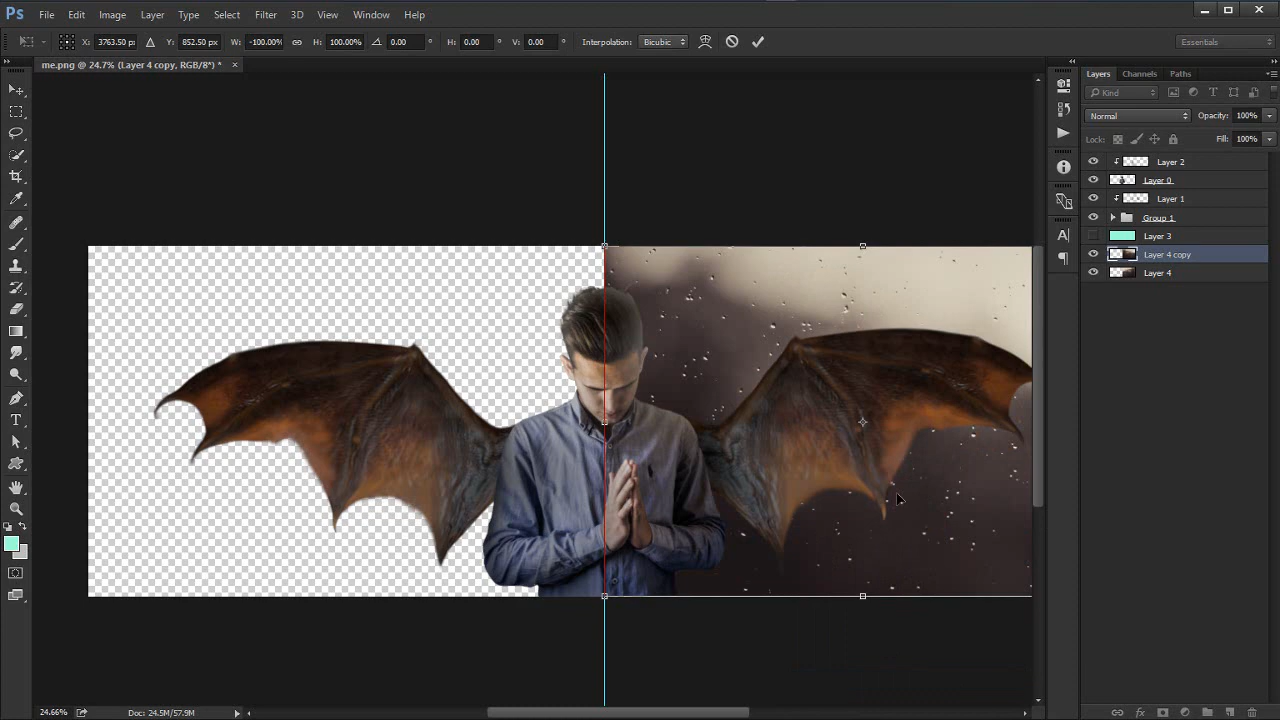 Ps File Edit Image Layer Type Select Filter 3D View Window Help
X: 3763.50 px Y: 852.50 px W: -100.00% H: 100.00% 0.00 ° H: 0.00 ° V: 0.00 ° Interpolation: Bicubic Essentials
me.png @ 24.7% (Layer 4 copy, RGB/8*) * ×
Layers Channels Paths
Kind
Normal Opacity: 100%
Lock: Fill: 100%
Layer 2
Layer 0
Layer 1
Group 1
Layer 3
Layer 4 copy
Layer 4
24.66% Doc: 24.5M/57.9M